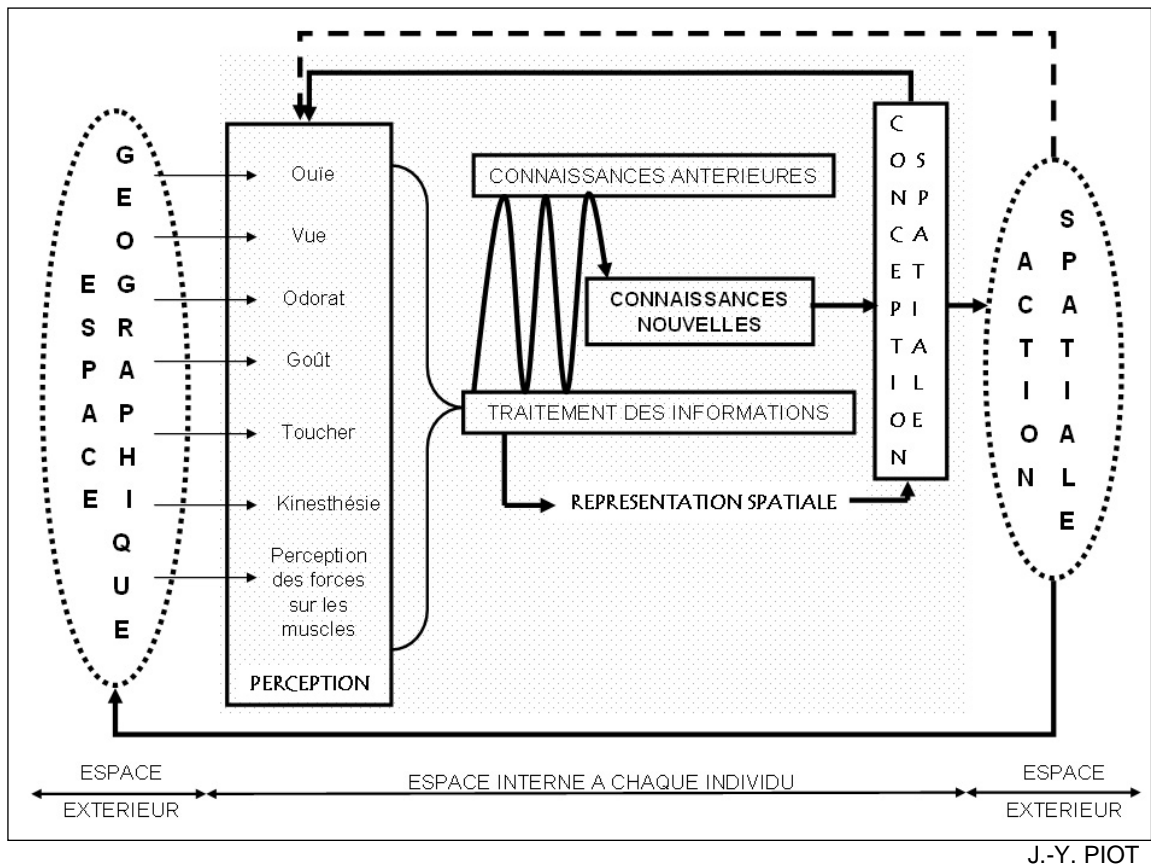 ESPACE
GEOGRAPHIQUE
Ouïe
Vue
Odorat
Goût
Toucher
Kinesthésie
Perception
des forces
sur les
muscles
PERCEPTION
CONNAISSANCES ANTERIEURES
CONNAISSANCES
NOUVELLES
TRAITEMENT DES INFORMATIONS
REPRESENTATION SPATIALE
CONCEPTION
SPATIALE
ACTION
SPATIALE
ESPACE
EXTERIEUR
ESPACE INTERNE A CHAQUE INDIVIDU
ESPACE
EXTERIEUR
J.-Y. PIOT